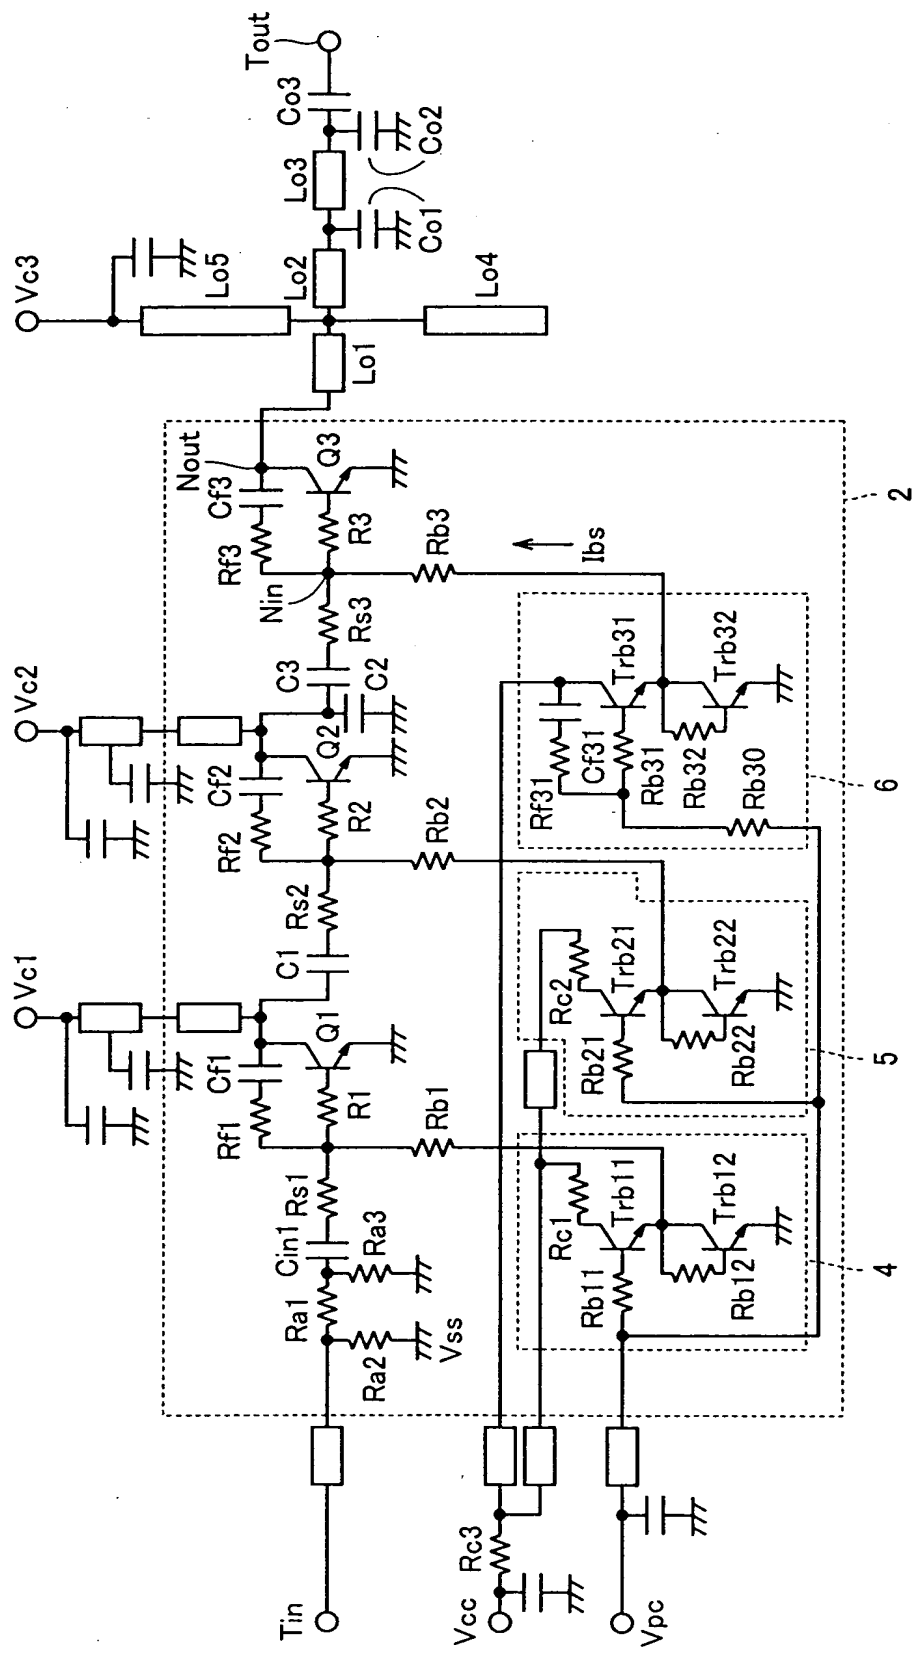 Vc1
Vc2
Vc3
Lo5
Nout
Tout
Rf1
Cf1
Q1
Rf2
Cf2
Q2
Rf3
Cf3
Q3
Lo1
Lo2
Lo3
Co3
Tin
Ra1
Cin1
Rs1
R1
C1
Rs2
R2
C3
C2
Rs3
Nin
R3
Co1
Co2
Lo4
Ra2
Vss
Ra3
Rb1
Rb2
Rb3
Ibs
Vcc
Rc3
Rc1
Rc2
Rf31
Cf31
Rb11
Trb11
Rb21
Trb21
Rb31
Trb31
Vpc
Rb12
Trb12
Rb22
Trb22
Rb32
Trb32
Rb30
4
5
6
2